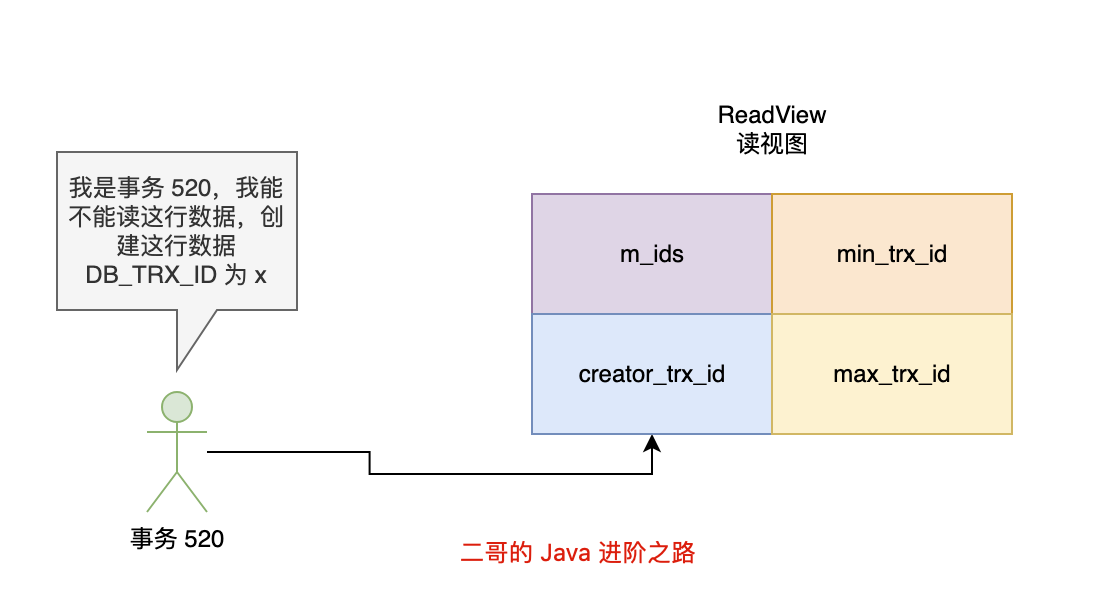 ReadView
读视图
我是事务 520，我能
不能读这行数据，创
建这行数据
DB_TRX_ID 为 x
m_ids
min_trx_id
creator_trx_id
max_trx_id
事务 520
二哥的 Java 进阶之路